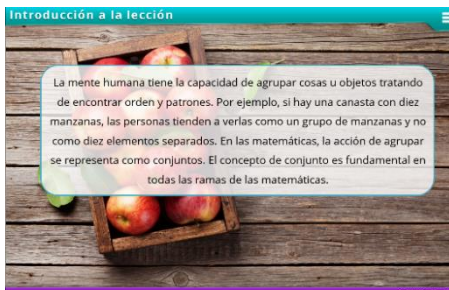 Introducción a la lección
La mente humana tiene la capacidad de agrupar cosas u objetos tratando
de encontrar orden y patrones. Por ejemplo, si hay una canasta con diez
manzanas, las personas tienden a verlas como un grupo de manzanas y no
como diez elementos separados. En las matemáticas, la acción de agrupar
se representa como conjuntos. El concepto de conjunto es fundamental en
todas las ramas de las matemáticas.